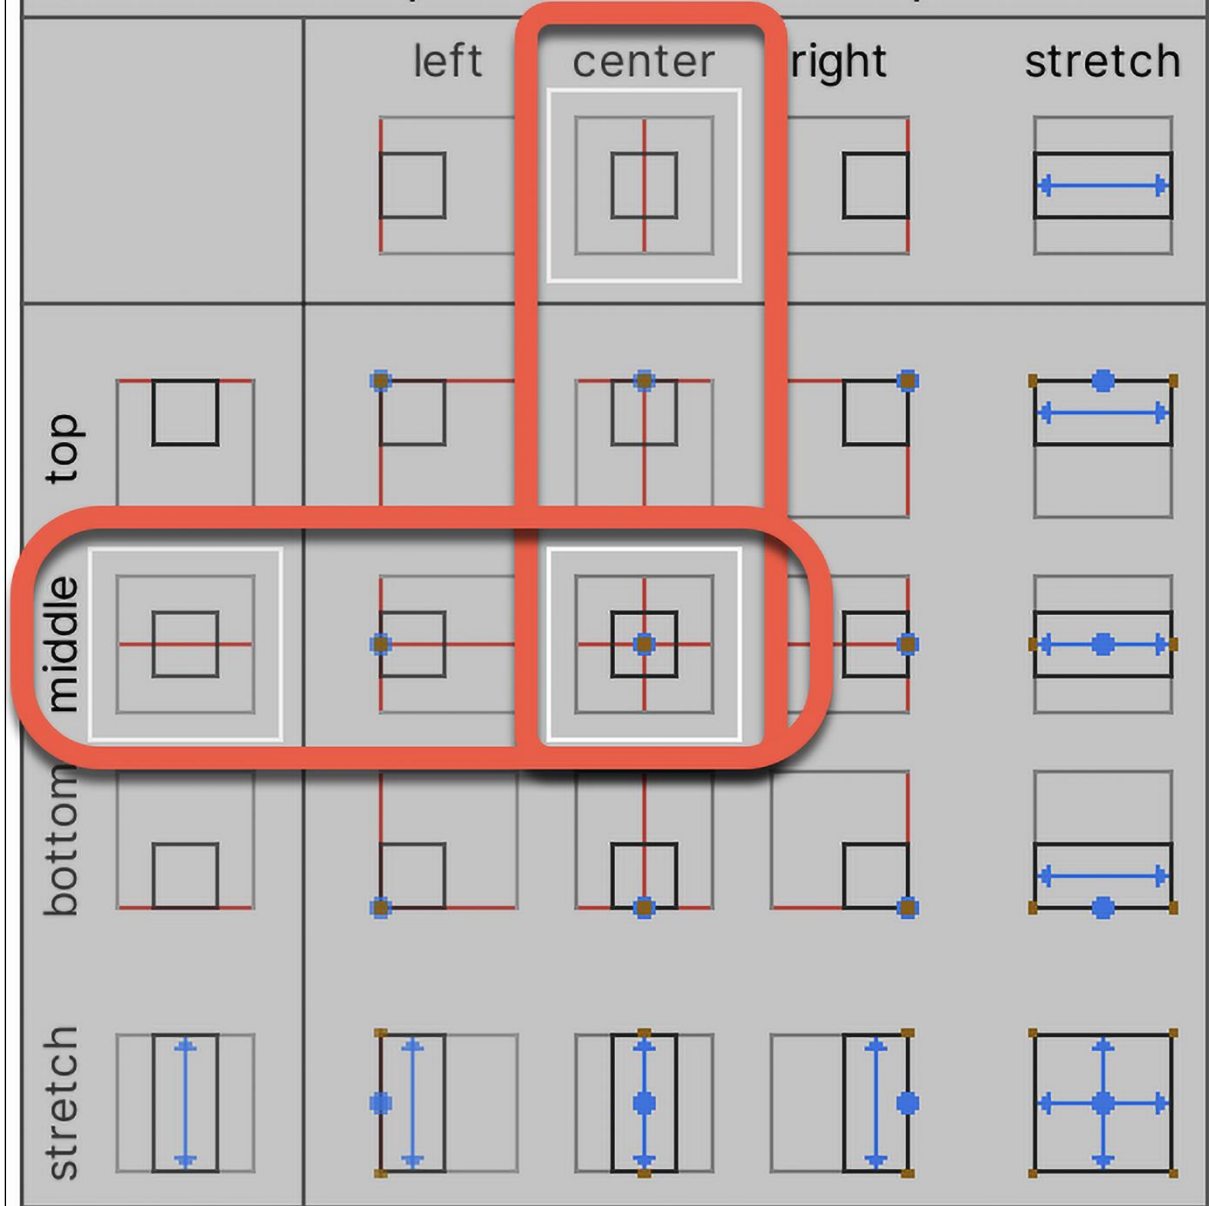 left center right stretch
top
middle
bottom
stretch